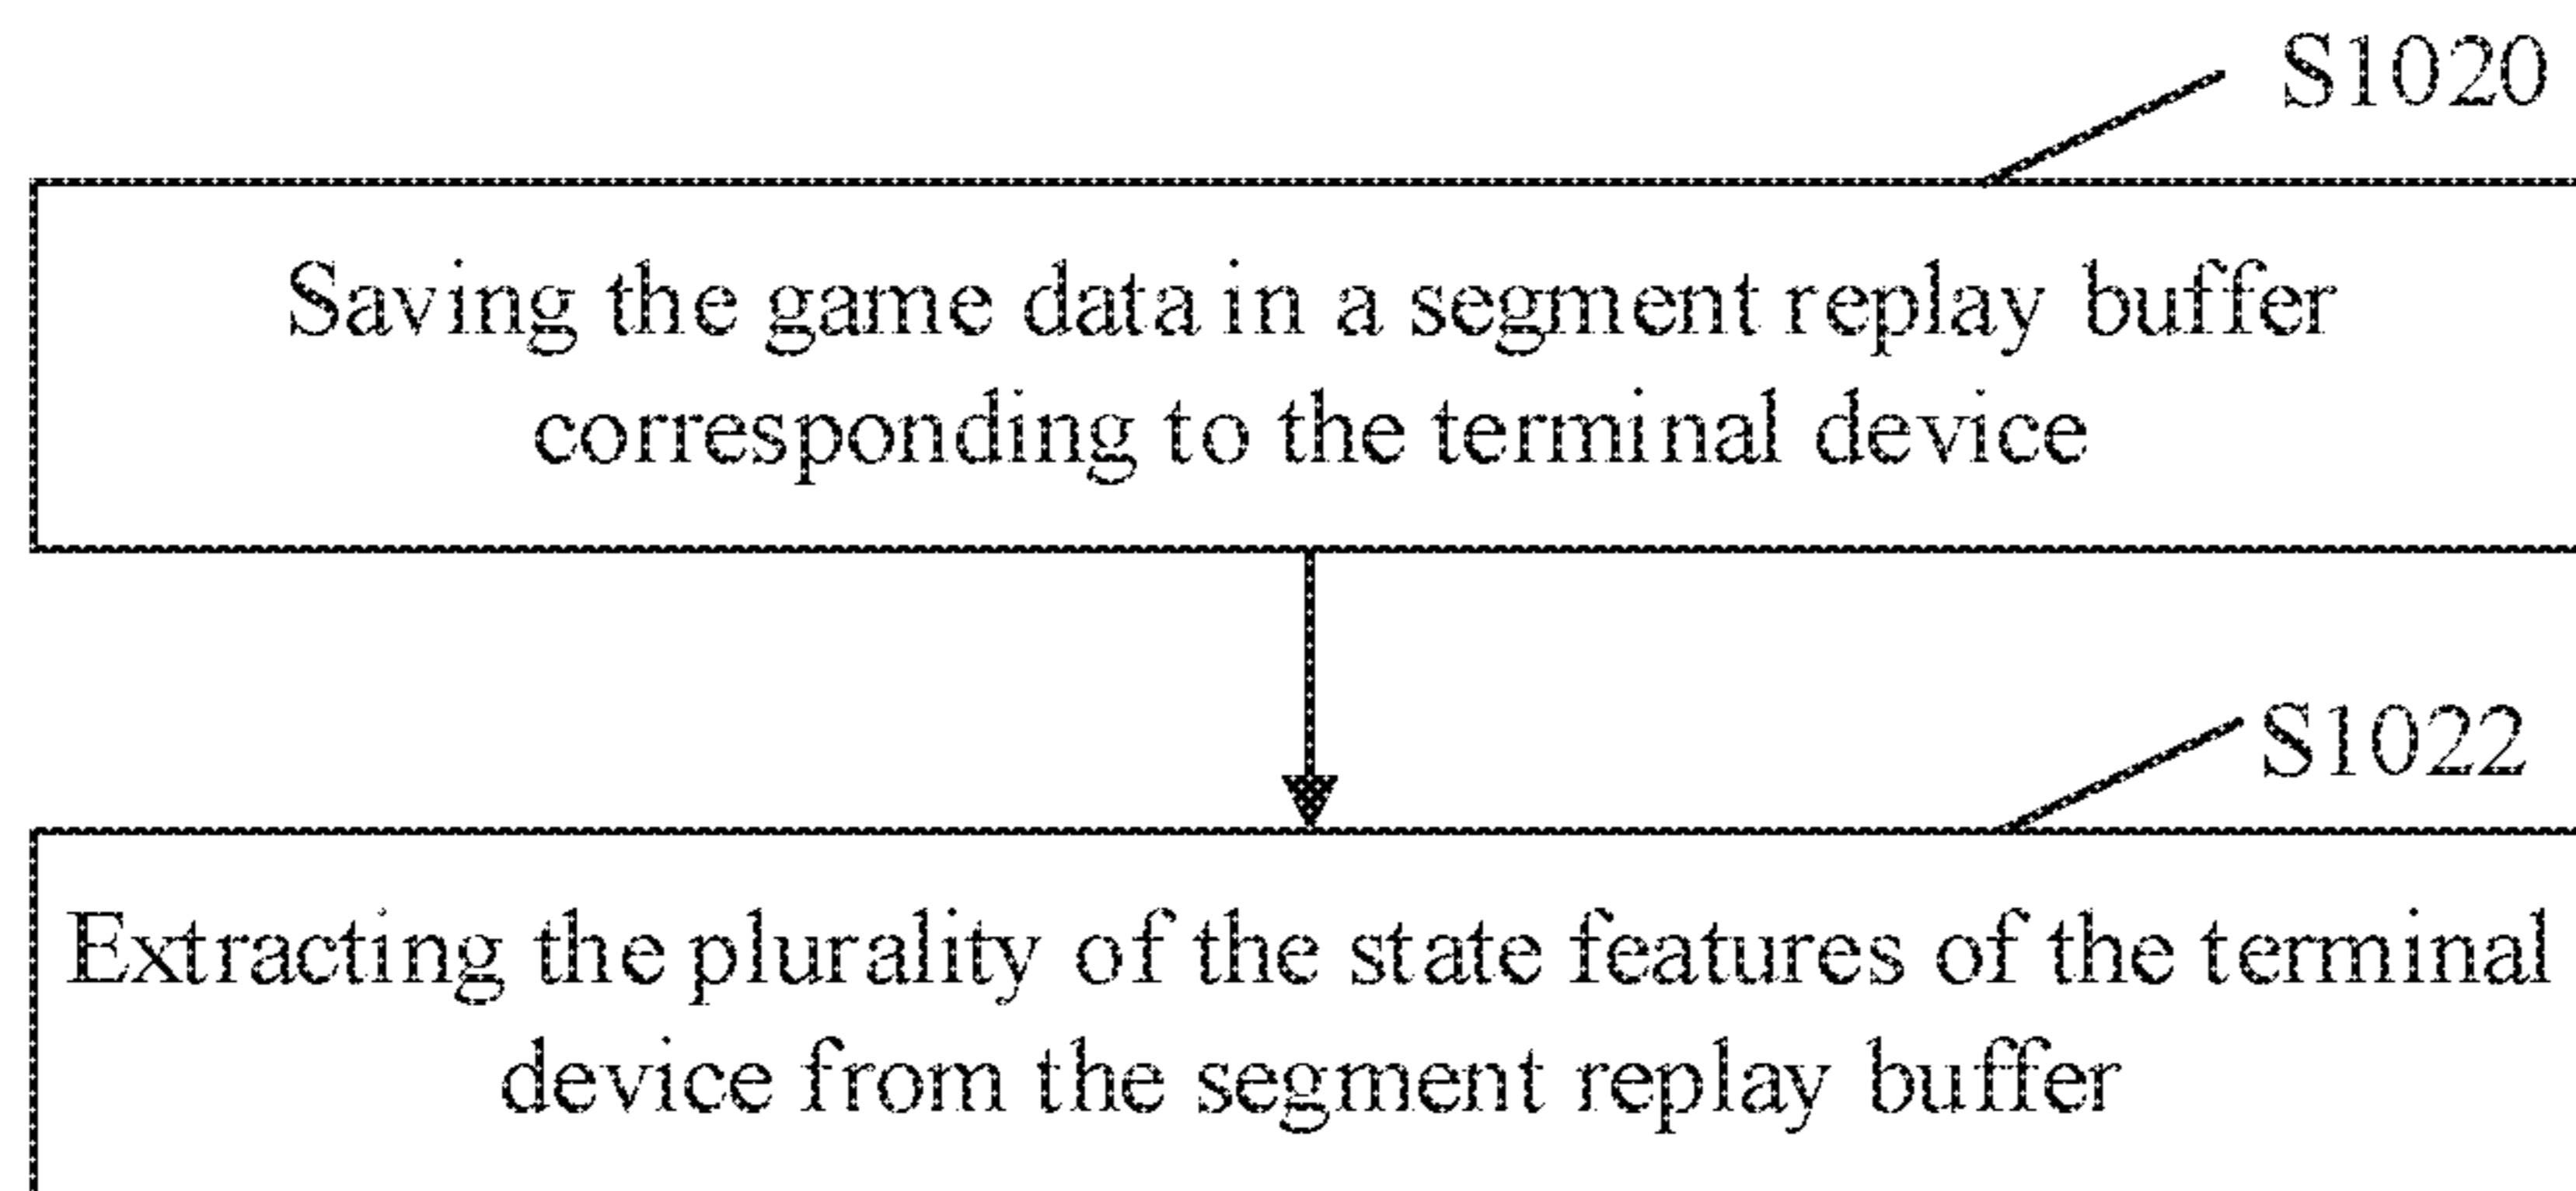 S1020
Saving the game data in a segment replay buffer
corresponding to the terminal device
S1022
Extracting the plurality of the state features of the terminal
device from the segment replay buffer